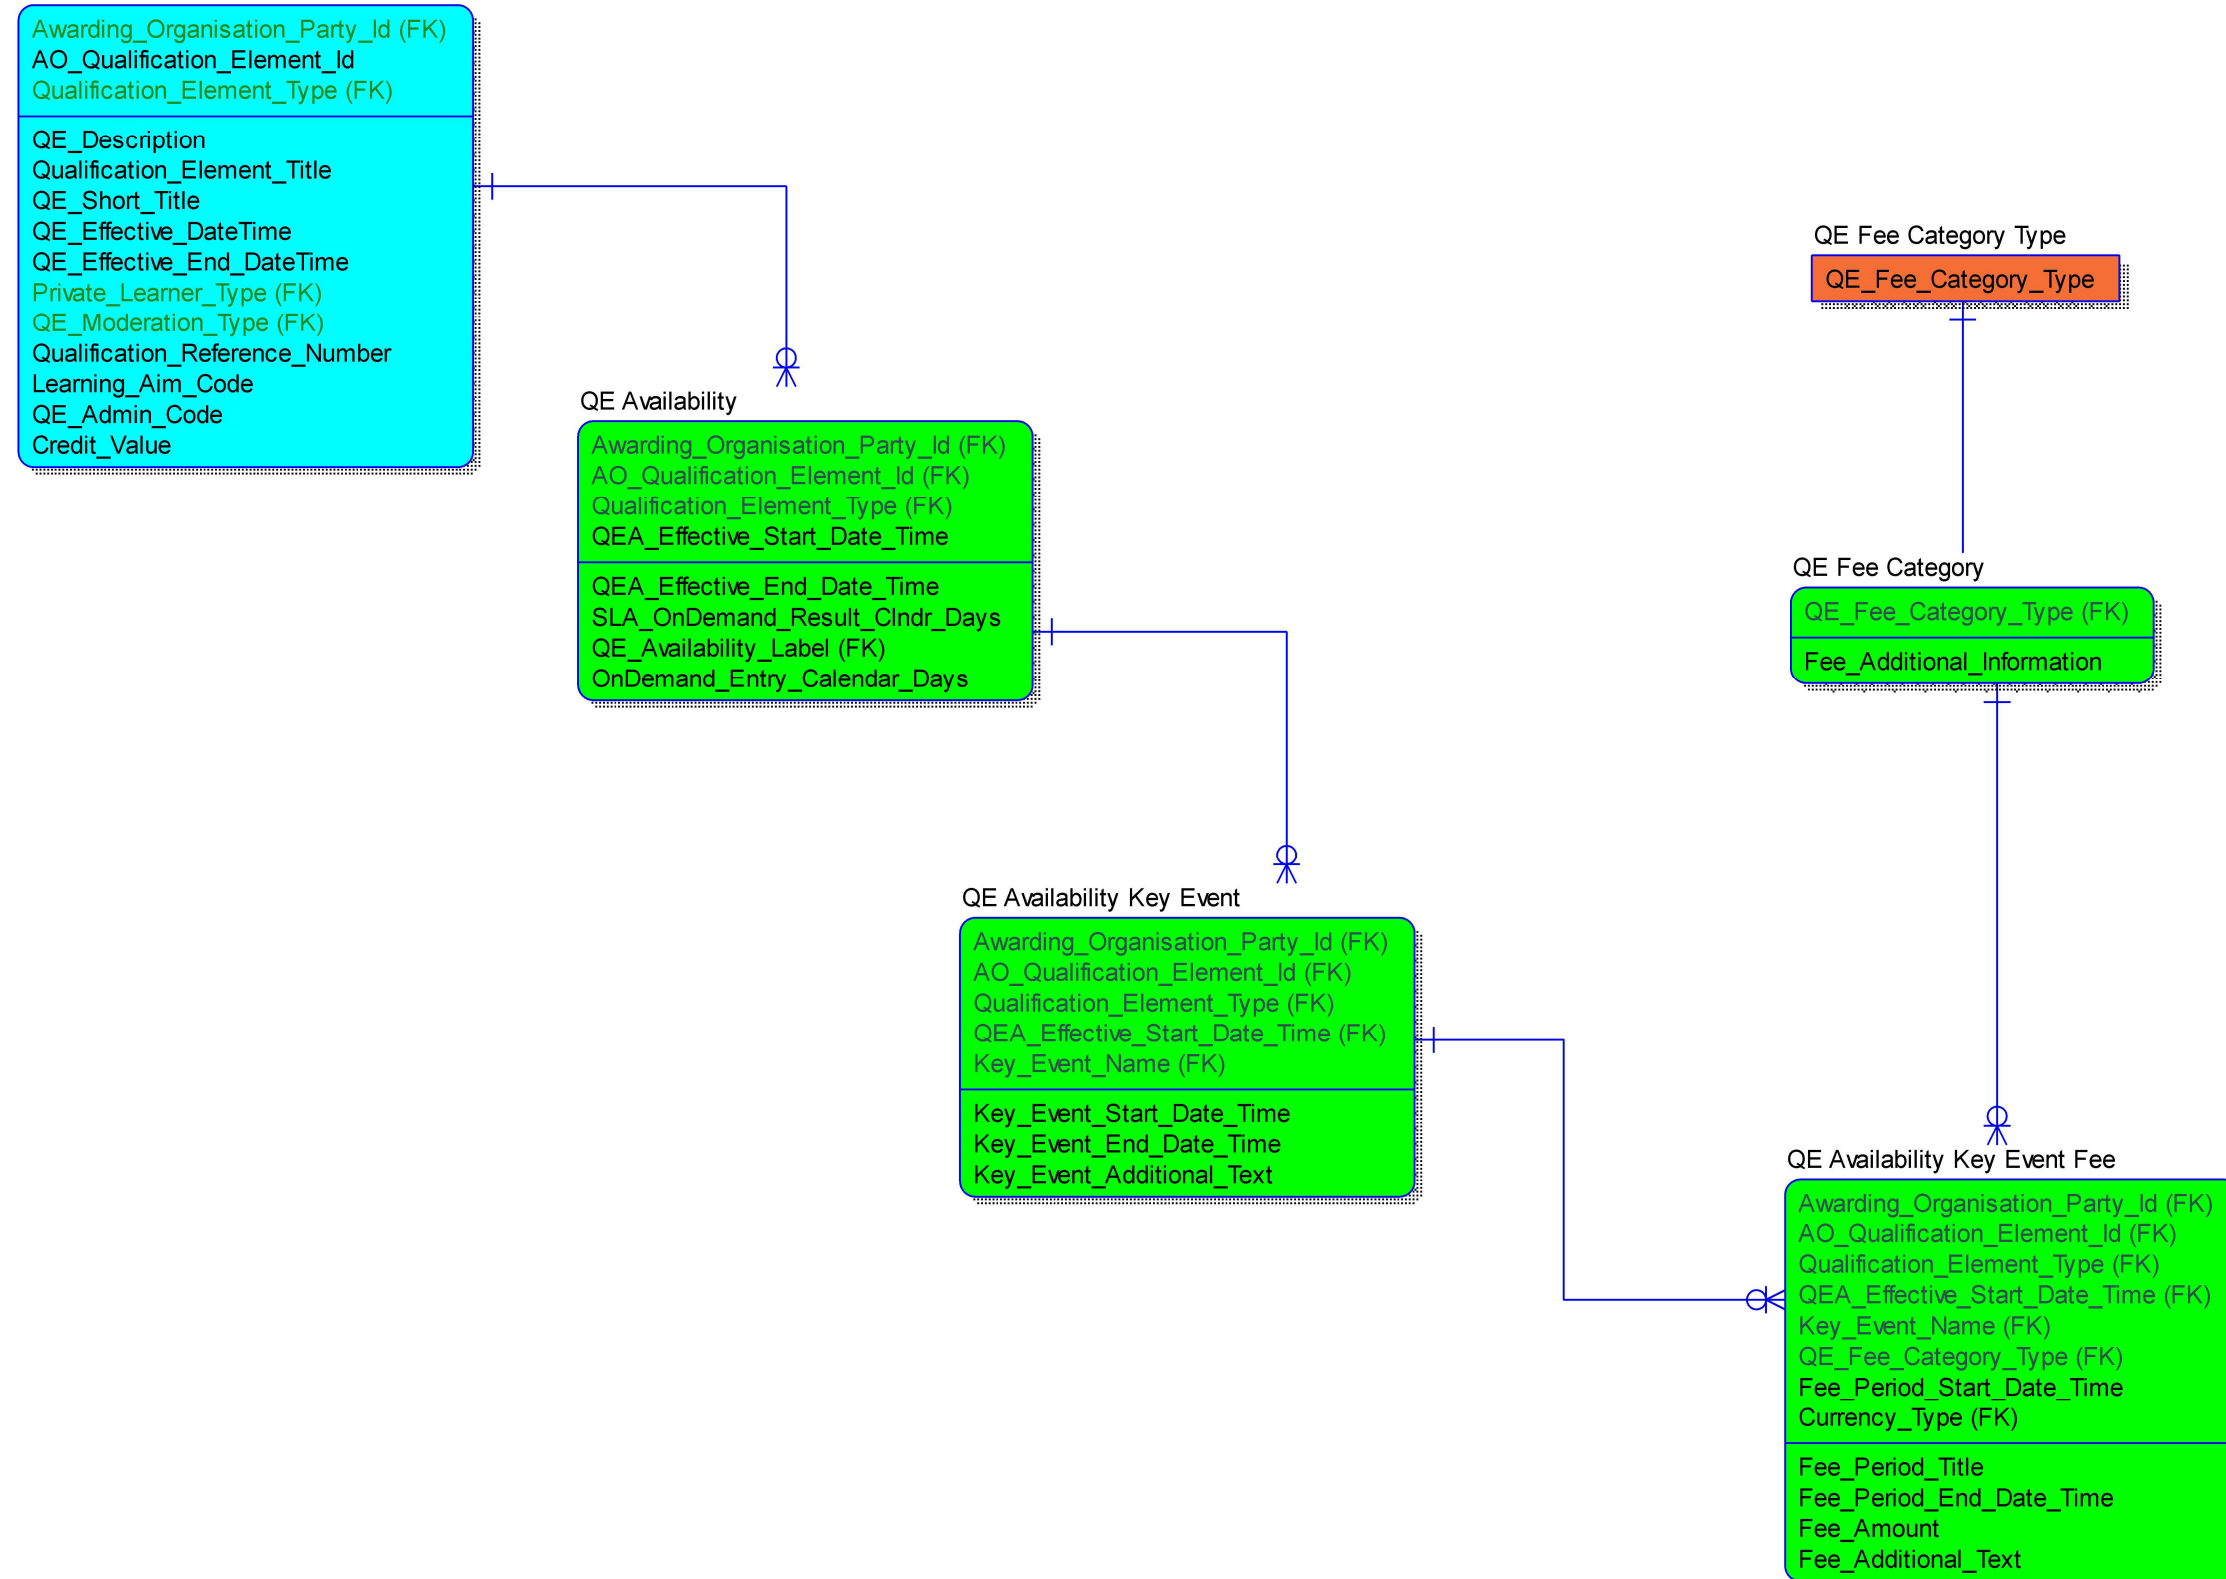 Awarding_Organisation_Party_Id (FK)
AO_Qualification_Element_Id
Qualification_Element_Type (FK)
QE_Description
Qualification_Element_Title
QE_Short_Title
QE_Effective_DateTime
QE_Effective_End_DateTime
Private_Learner_Type (FK)
QE_Moderation_Type (FK)
Qualification_Reference_Number
Learning_Aim_Code
QE_Admin_Code
Credit_Value
QE Availability
Awarding_Organisation_Party_Id (FK)
AO_Qualification_Element_Id (FK)
Qualification_Element_Type (FK)
QEA_Effective_Start_Date_Time
QEA_Effective_End_Date_Time
SLA_OnDemand_Result_Clndr_Days
QE_Availability_Label (FK)
OnDemand_Entry_Calendar_Days
QE Availability Key Event
Awarding_Organisation_Party_Id (FK)
AO_Qualification_Element_Id (FK)
Qualification_Element_Type (FK)
QEA_Effective_Start_Date_Time (FK)
Key_Event_Name (FK)
Key_Event_Start_Date_Time
Key_Event_End_Date_Time
Key_Event_Additional_Text
QE Fee Category Type
QE_Fee_Category_Type
QE Fee Category
QE_Fee_Category_Type (FK)
Fee_Additional_Information
QE Availability Key Event Fee
Awarding_Organisation_Party_Id (FK)
AO_Qualification_Element_Id (FK)
Qualification_Element_Type (FK)
QEA_Effective_Start_Date_Time (FK)
Key_Event_Name (FK)
QE_Fee_Category_Type (FK)
Fee_Period_Start_Date_Time
Currency_Type (FK)
Fee_Period_Title
Fee_Period_End_Date_Time
Fee_Amount
Fee_Additional_Text